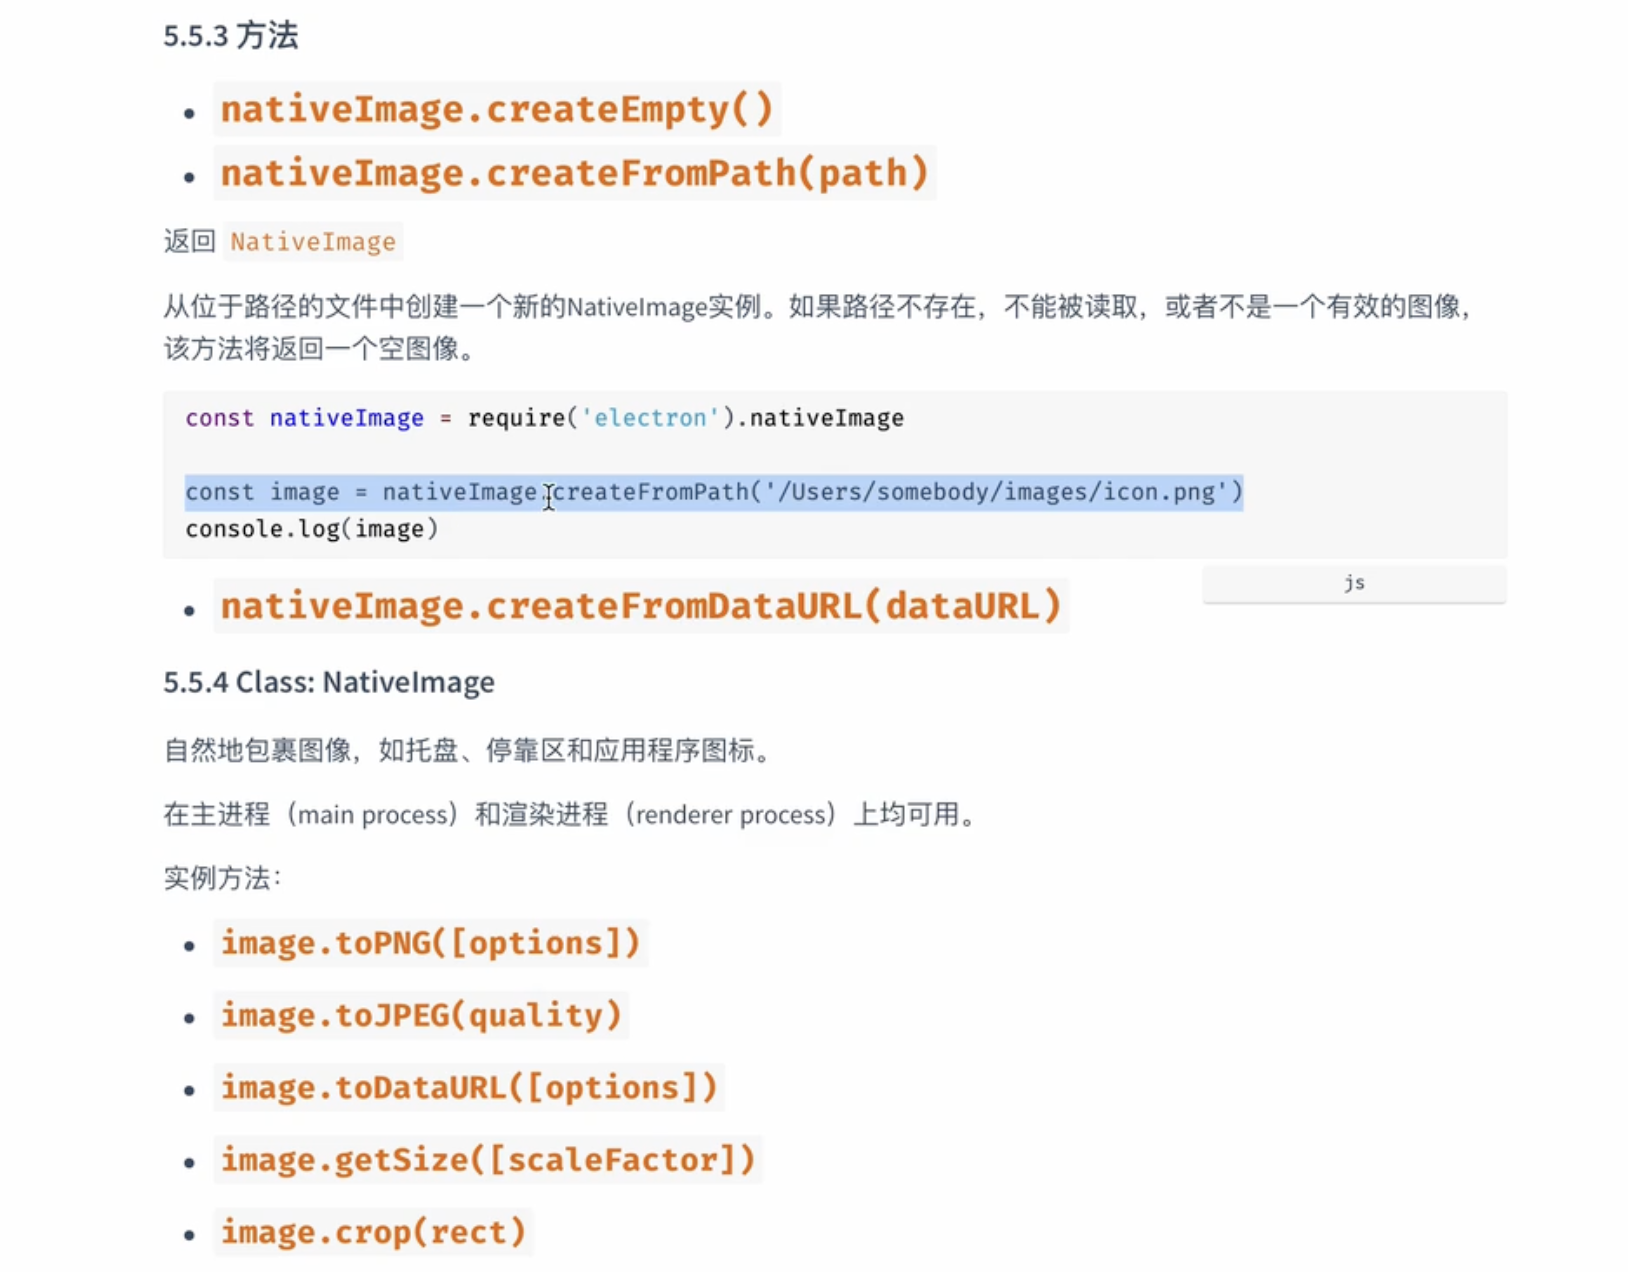 5.5.3 方法
nativeImage.createEmpty()
nativeImage.createFromPath(path)
返回 NativeImage
从位于路径的文件中创建一个新的NativeImage实例。如果路径不存在，不能被读取，或者不是一个有效的图像，
该方法将返回一个空图像。
const nativeImage = require('electron').nativeImage
const image = nativeImage.createFromPath('/Users/somebody/images/icon.png')
console.log(image)
js
nativeImage.createFromDataURL(dataURL)
5.5.4 Class: NativeImage
自然地包裹图像，如托盘、停靠区和应用程序图标。
在主进程（main process）和渲染进程（renderer process）上均可用。
实例方法：
image.toPNG([options])
image.toJPEG(quality)
image.toDataURL([options])
image.getSize([scaleFactor])
image.crop(rect)